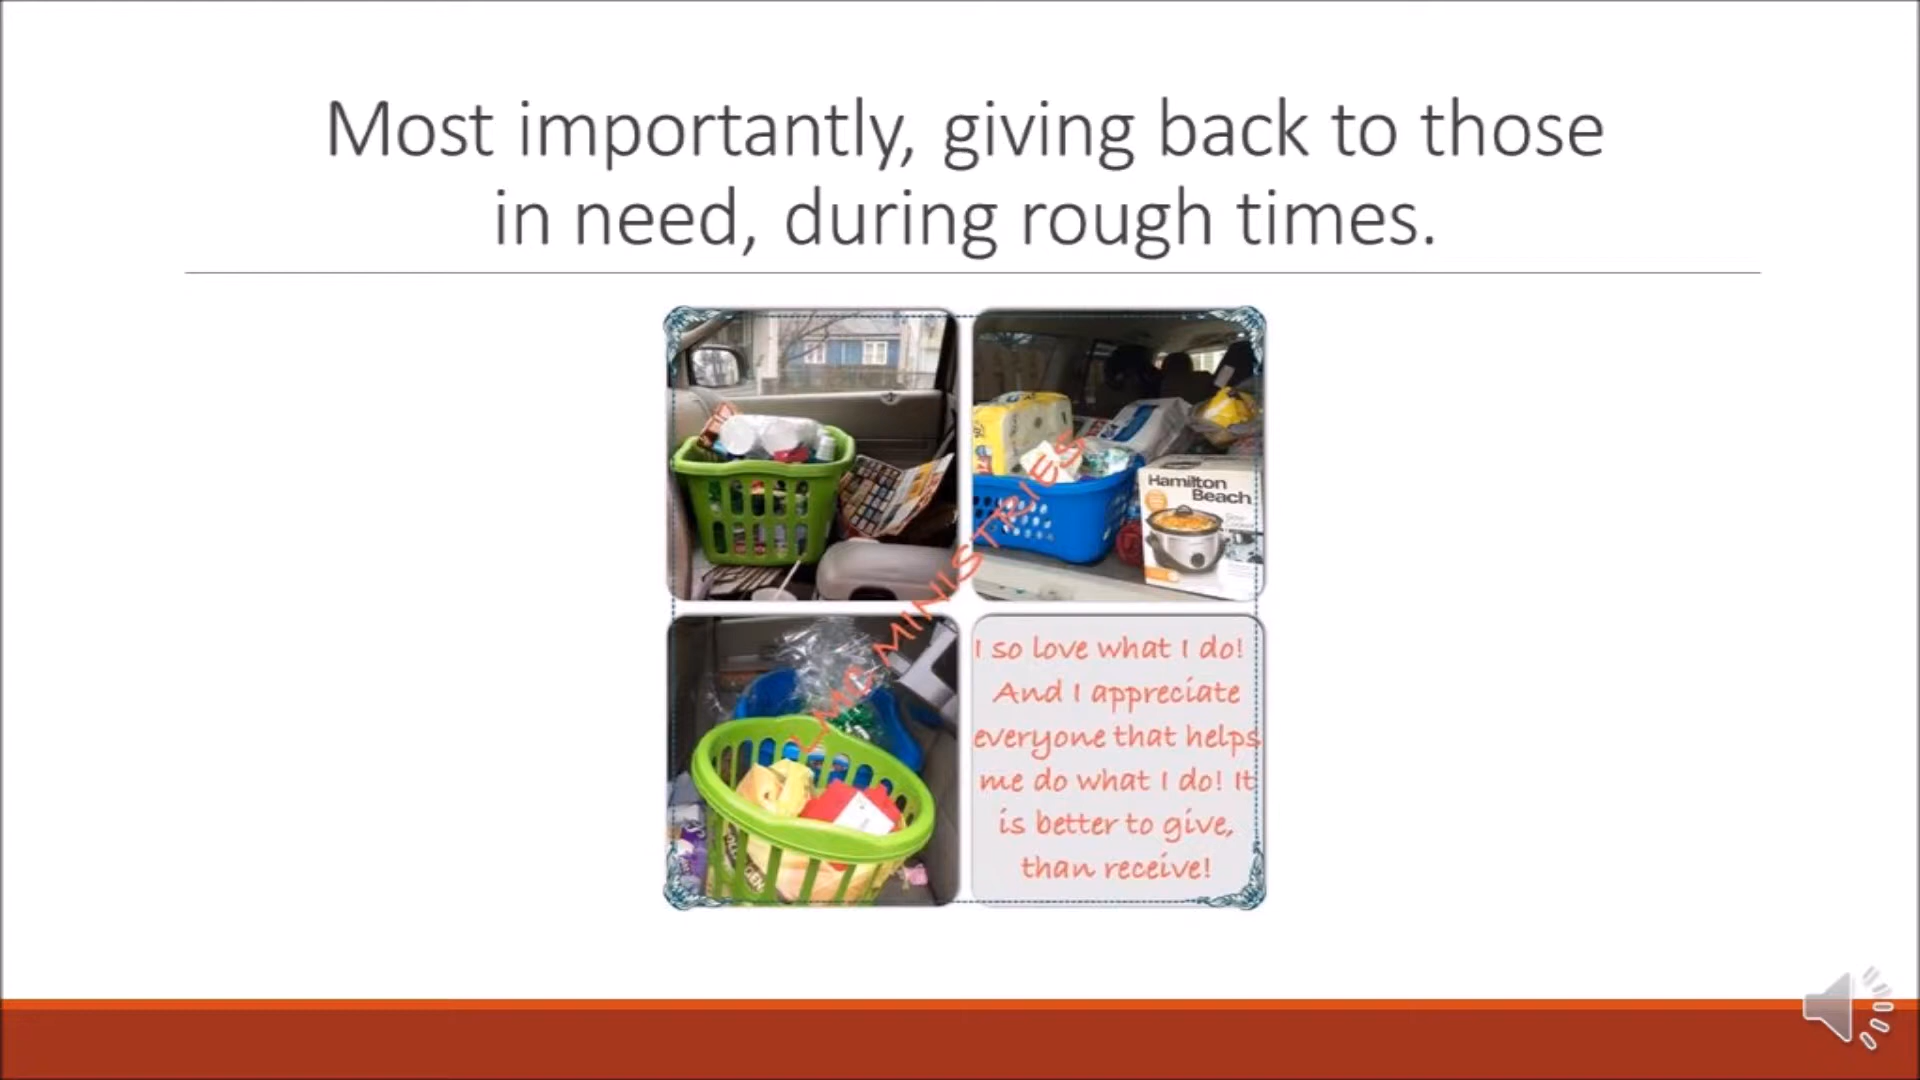 Most importantly, giving back to those
in need, during rough times.
Hamilton
Beach
MINISTRIES
I so love what I do!
And I appreciate
everyone that helps
me do what I do! It
is better to give,
than receive!